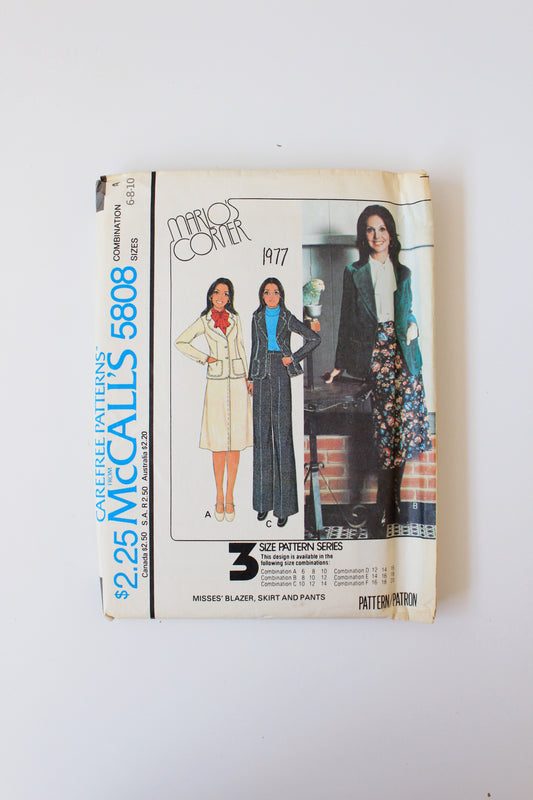 CAREFREE PATTERNS™
FROM
McCALL'S 5808
COMBINATION A
SIZES 6-8-10
$2.25
Canada $2.50 S.A. R 2.50 Australia $2.20
MARLO'S
CORNER
1977
A
C
B
3 SIZE PATTERN SERIES
This design is available in the
following size combinations:
Combination A 6 8 10
Combination B 8 10 12
Combination C 10 12 14
Combination D 12 14 16
Combination E 14 16 18
Combination F 16 18 20
MISSES' BLAZER, SKIRT AND PANTS
PATTERN/PATRON